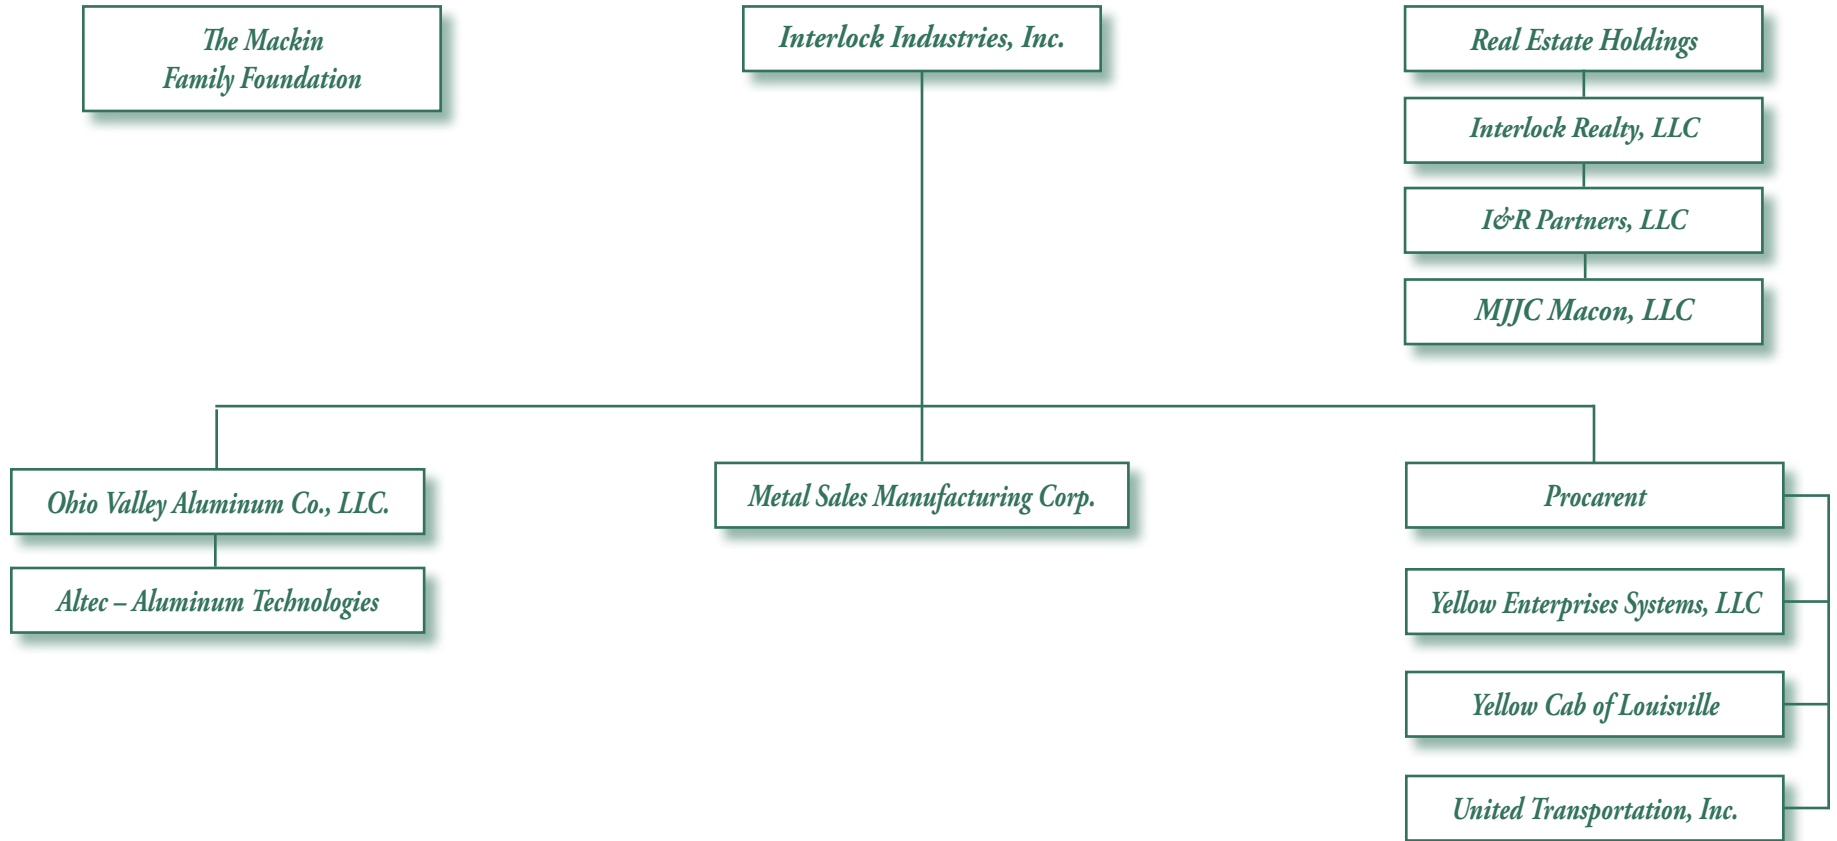 The Mackin
Family Foundation
Interlock Industries, Inc.
Real Estate Holdings
Interlock Realty, LLC
I&R Partners, LLC
MJJC Macon, LLC
Ohio Valley Aluminum Co., LLC.
Altec – Aluminum Technologies
Metal Sales Manufacturing Corp.
Procarent
Yellow Enterprises Systems, LLC
Yellow Cab of Louisville
United Transportation, Inc.